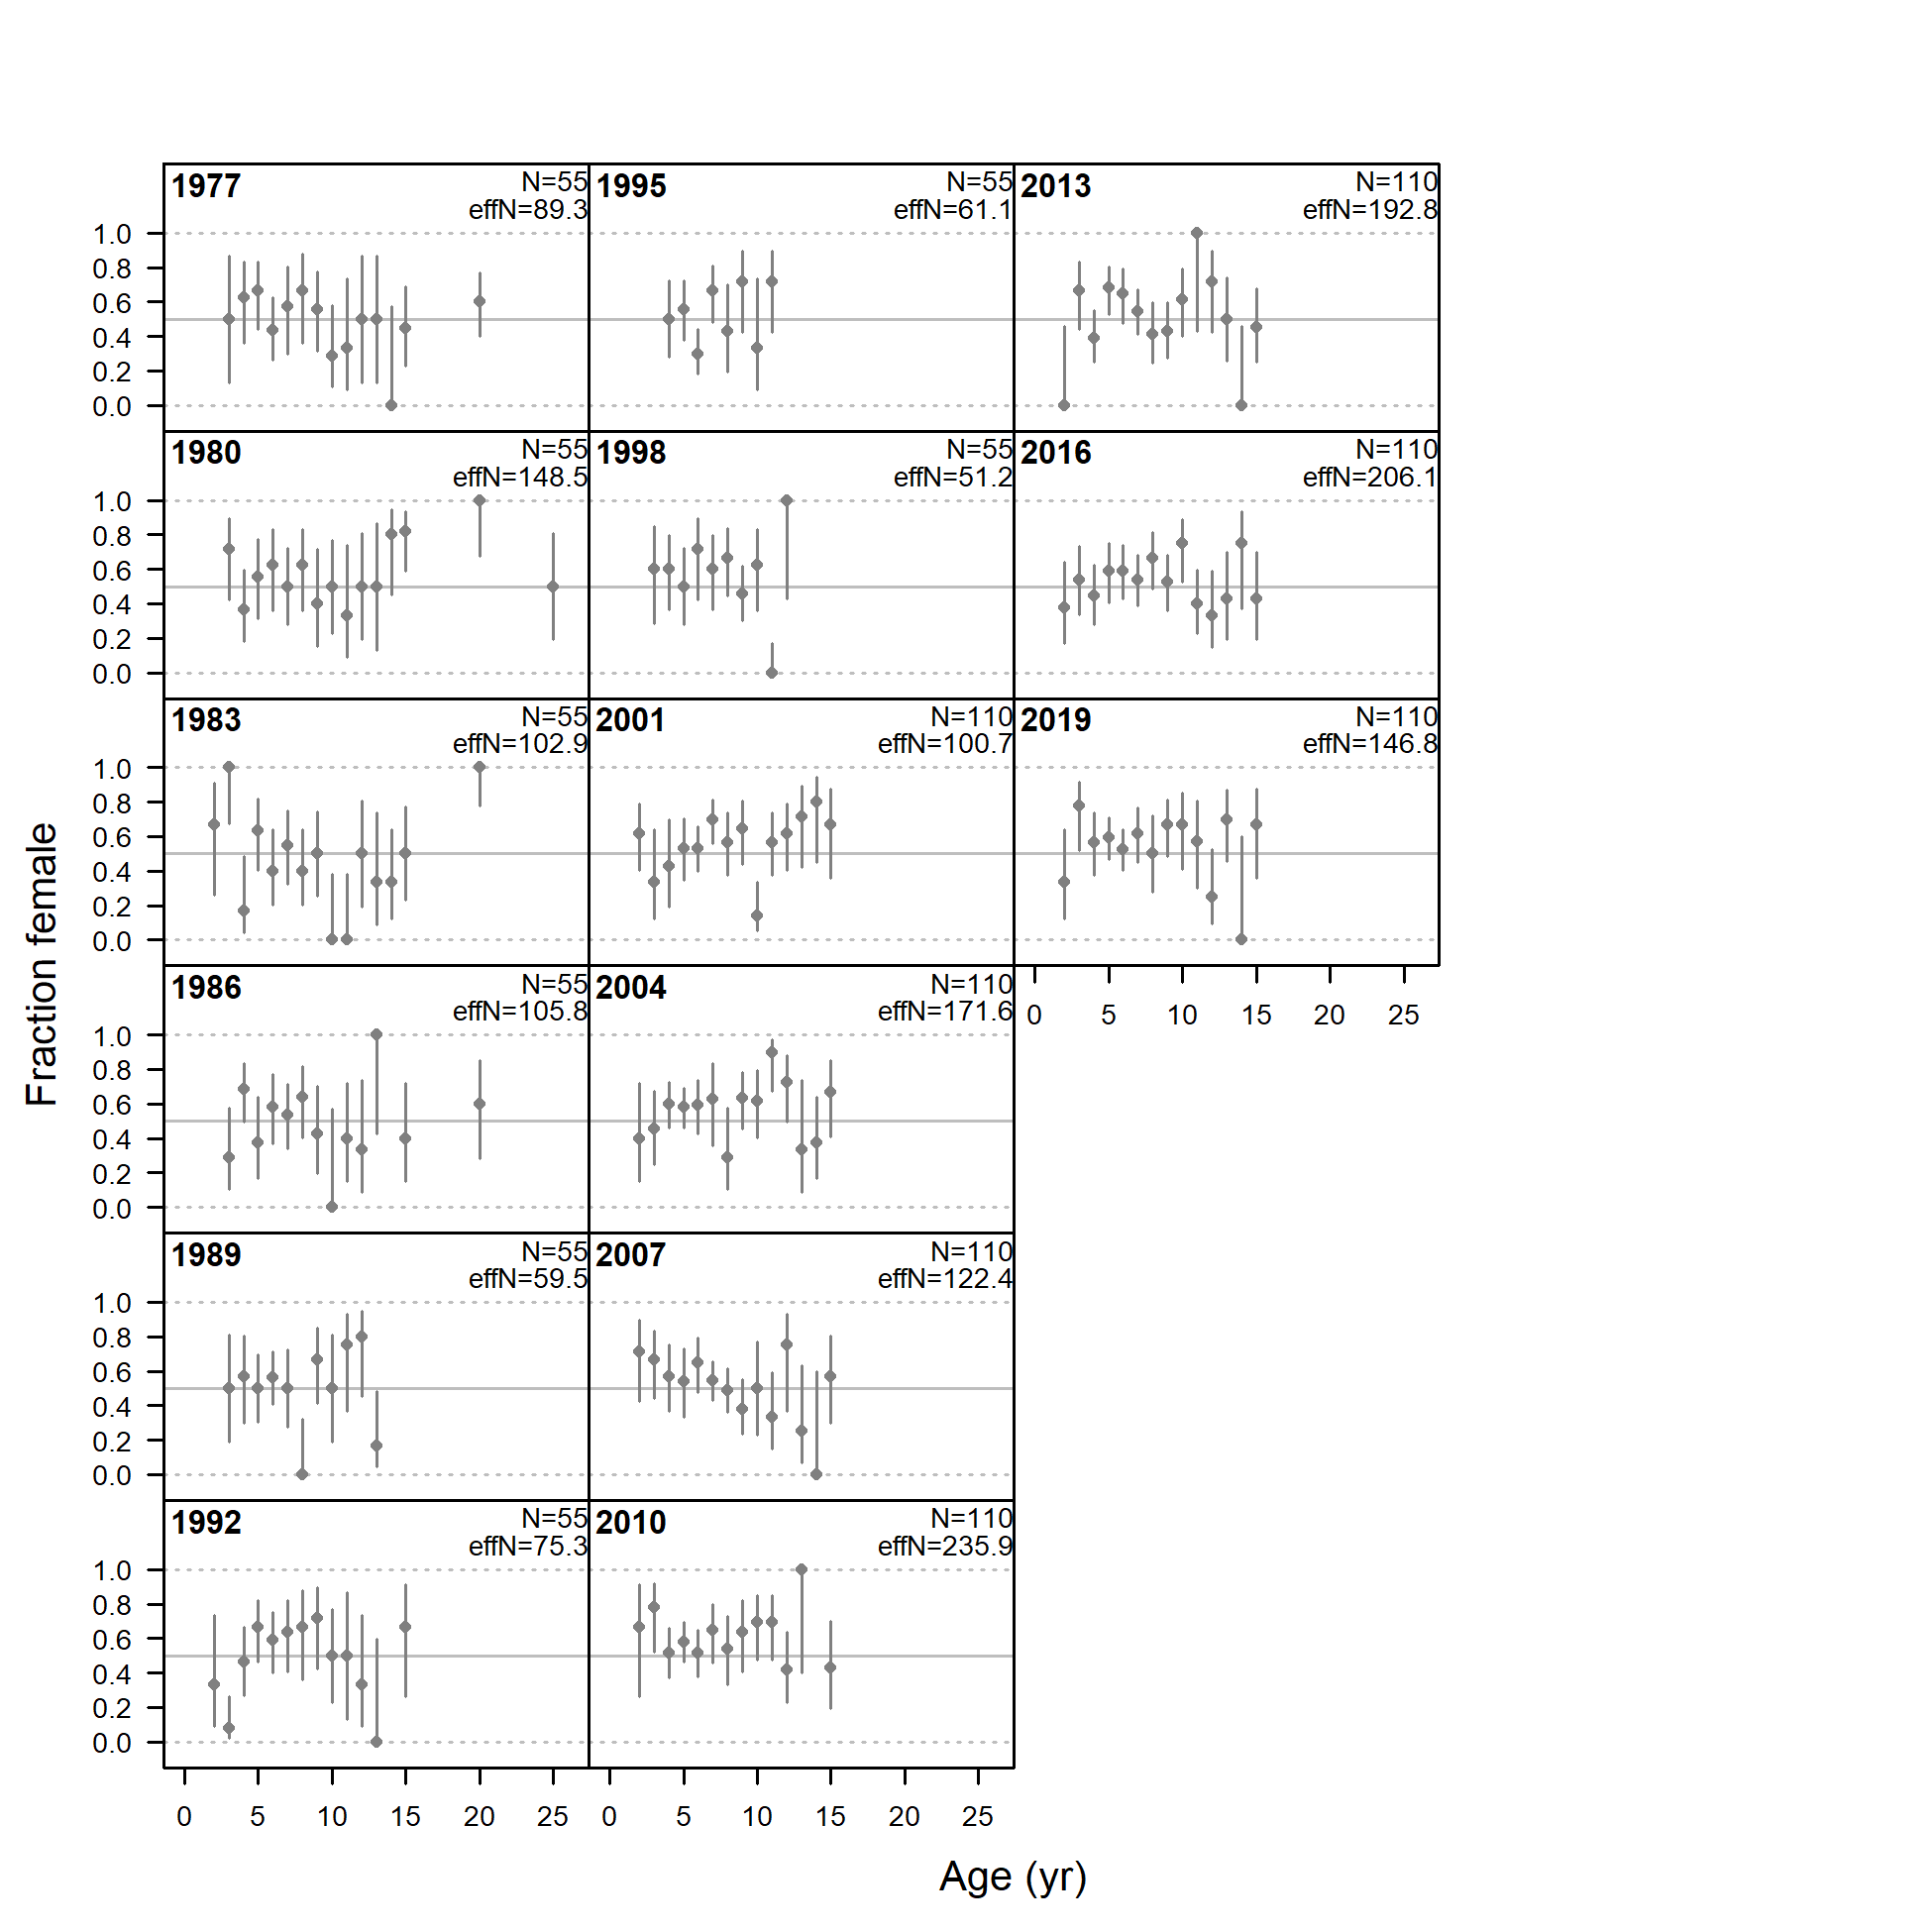 1977
N=55
effN=89.3
1995
N=55
effN=61.1
2013
N=110
effN=192.8
1.0
0.8
0.6
0.4
0.2
0.0
1980
N=55
effN=148.5
1998
N=55
effN=51.2
2016
N=110
effN=206.1
1.0
0.8
0.6
0.4
0.2
0.0
1983
N=55
effN=102.9
2001
N=110
effN=100.7
2019
N=110
effN=146.8
1.0
0.8
0.6
0.4
0.2
0.0
0 5 10 15 20 25
1986
N=55
effN=105.8
2004
N=110
effN=171.6
1.0
0.8
0.6
0.4
0.2
0.0
1989
N=55
effN=59.5
2007
N=110
effN=122.4
1.0
0.8
0.6
0.4
0.2
0.0
1992
N=55
effN=75.3
2010
N=110
effN=235.9
1.0
0.8
0.6
0.4
0.2
0.0
0 5 10 15 20 25
0 5 10 15 20 25
Fraction female
Age (yr)